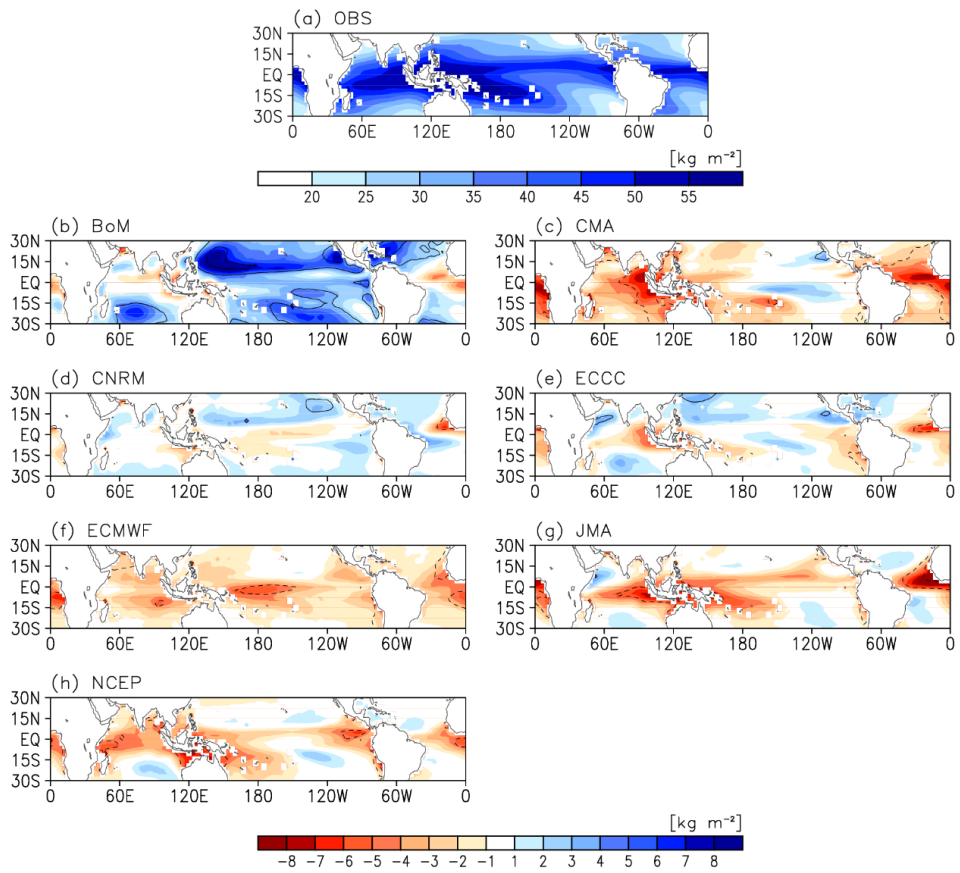 (a) OBS
30N
15N
EQ
15S
30S
0 60E 120E 180 120W 60W 0
[kg m⁻²]
20 25 30 35 40 45 50 55
(b) BoM
30N
15N
EQ
15S
30S
0 60E 120E 180 120W 60W 0
(c) CMA
30N
15N
EQ
15S
30S
0 60E 120E 180 120W 60W 0
(d) CNRM
30N
15N
EQ
15S
30S
0 60E 120E 180 120W 60W 0
(e) ECCC
30N
15N
EQ
15S
30S
0 60E 120E 180 120W 60W 0
(f) ECMWF
30N
15N
EQ
15S
30S
0 60E 120E 180 120W 60W 0
(g) JMA
30N
15N
EQ
15S
30S
0 60E 120E 180 120W 60W 0
(h) NCEP
30N
15N
EQ
15S
30S
0 60E 120E 180 120W 60W 0
[kg m⁻²]
-8 -7 -6 -5 -4 -3 -2 -1 1 2 3 4 5 6 7 8